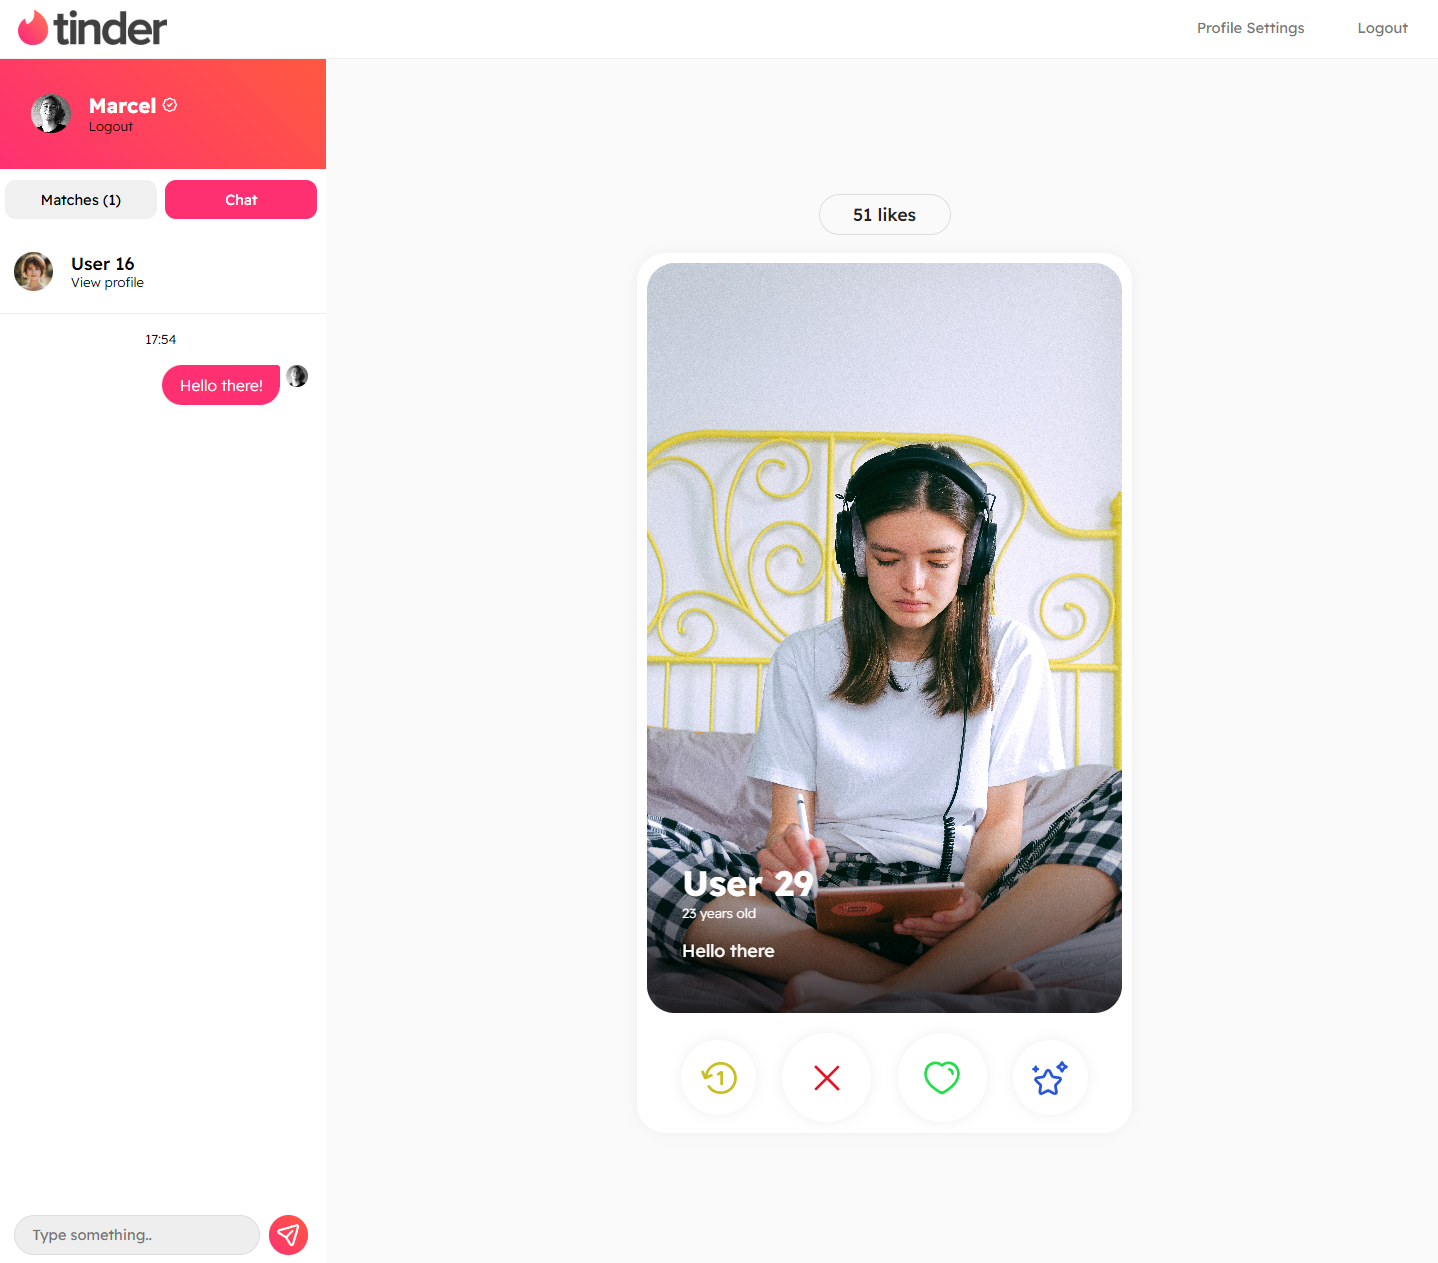 tinder
Profile Settings
Logout
Marcel
Logout
Matches (1)
Chat
User 16
View profile
17:54
Hello there!
Type something..
51 likes
User 29
23 years old
Hello there
1